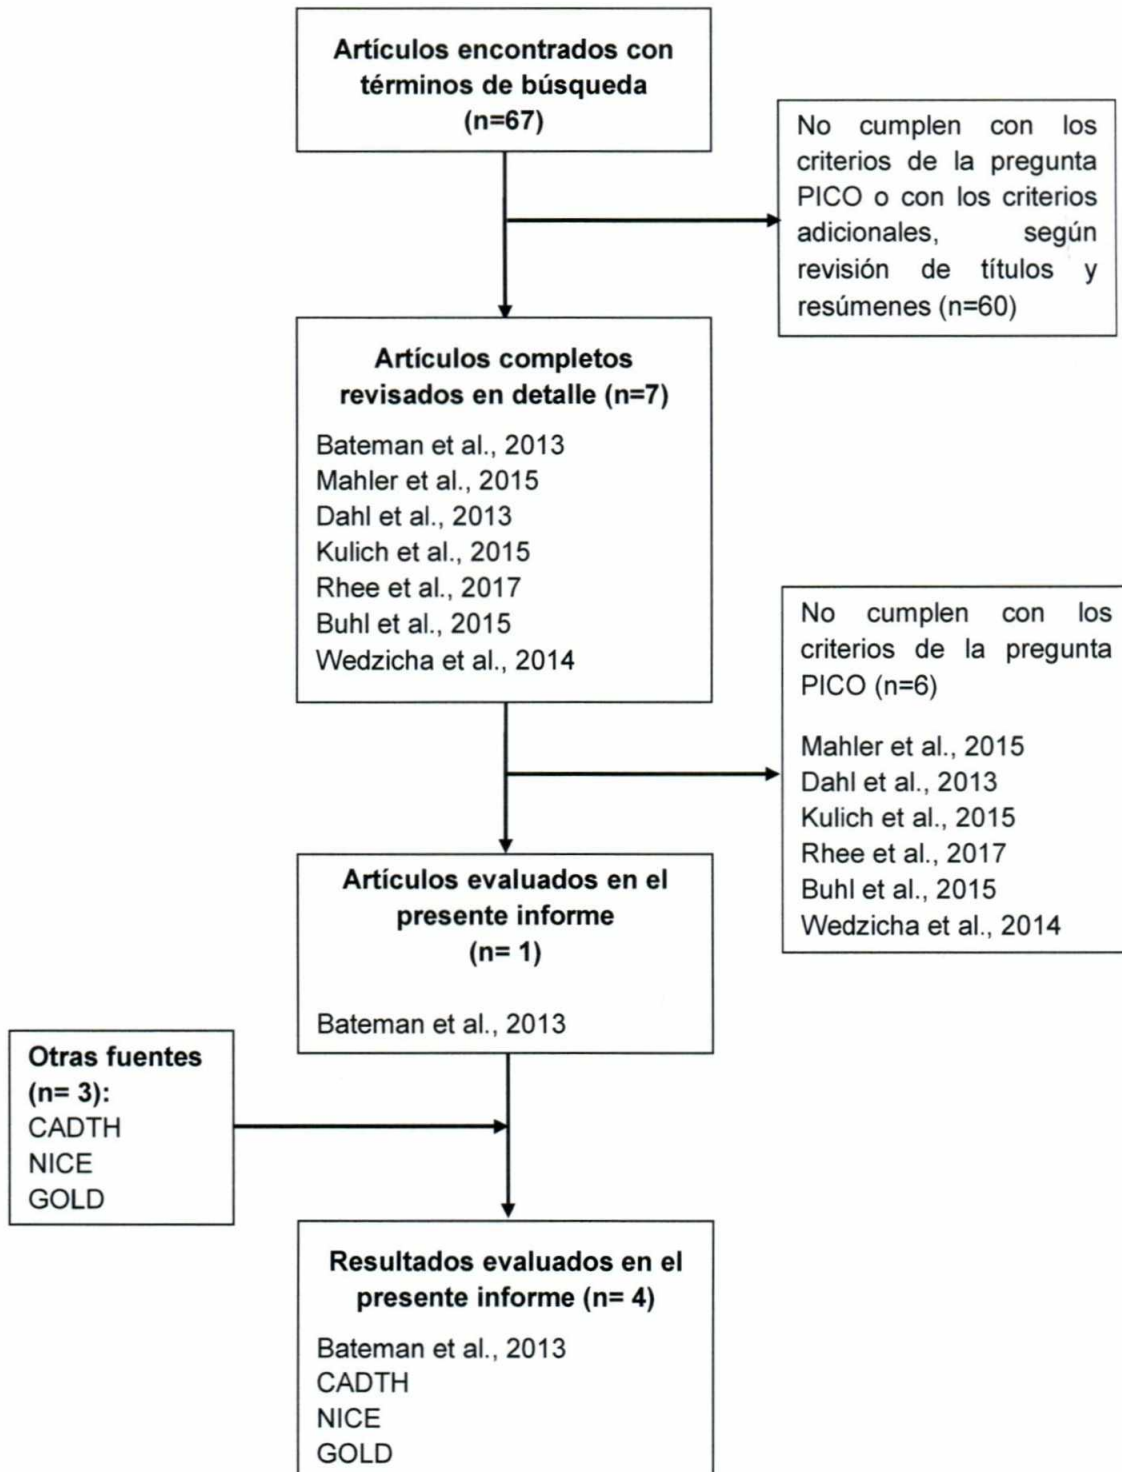 Artículos encontrados con
términos de búsqueda
(n=67)
No cumplen con los
criterios de la pregunta
PICO o con los criterios
adicionales, según
revisión de títulos y
resúmenes (n=60)
Artículos completos
revisados en detalle (n=7)
Bateman et al., 2013
Mahler et al., 2015
Dahl et al., 2013
Kulich et al., 2015
Rhee et al., 2017
Buhl et al., 2015
Wedzicha et al., 2014
No cumplen con los
criterios de la pregunta
PICO (n=6)
Mahler et al., 2015
Dahl et al., 2013
Kulich et al., 2015
Rhee et al., 2017
Buhl et al., 2015
Wedzicha et al., 2014
Artículos evaluados en el
presente informe
(n= 1)
Bateman et al., 2013
Otras fuentes
(n= 3):
CADTH
NICE
GOLD
Resultados evaluados en el
presente informe (n= 4)
Bateman et al., 2013
CADTH
NICE
GOLD